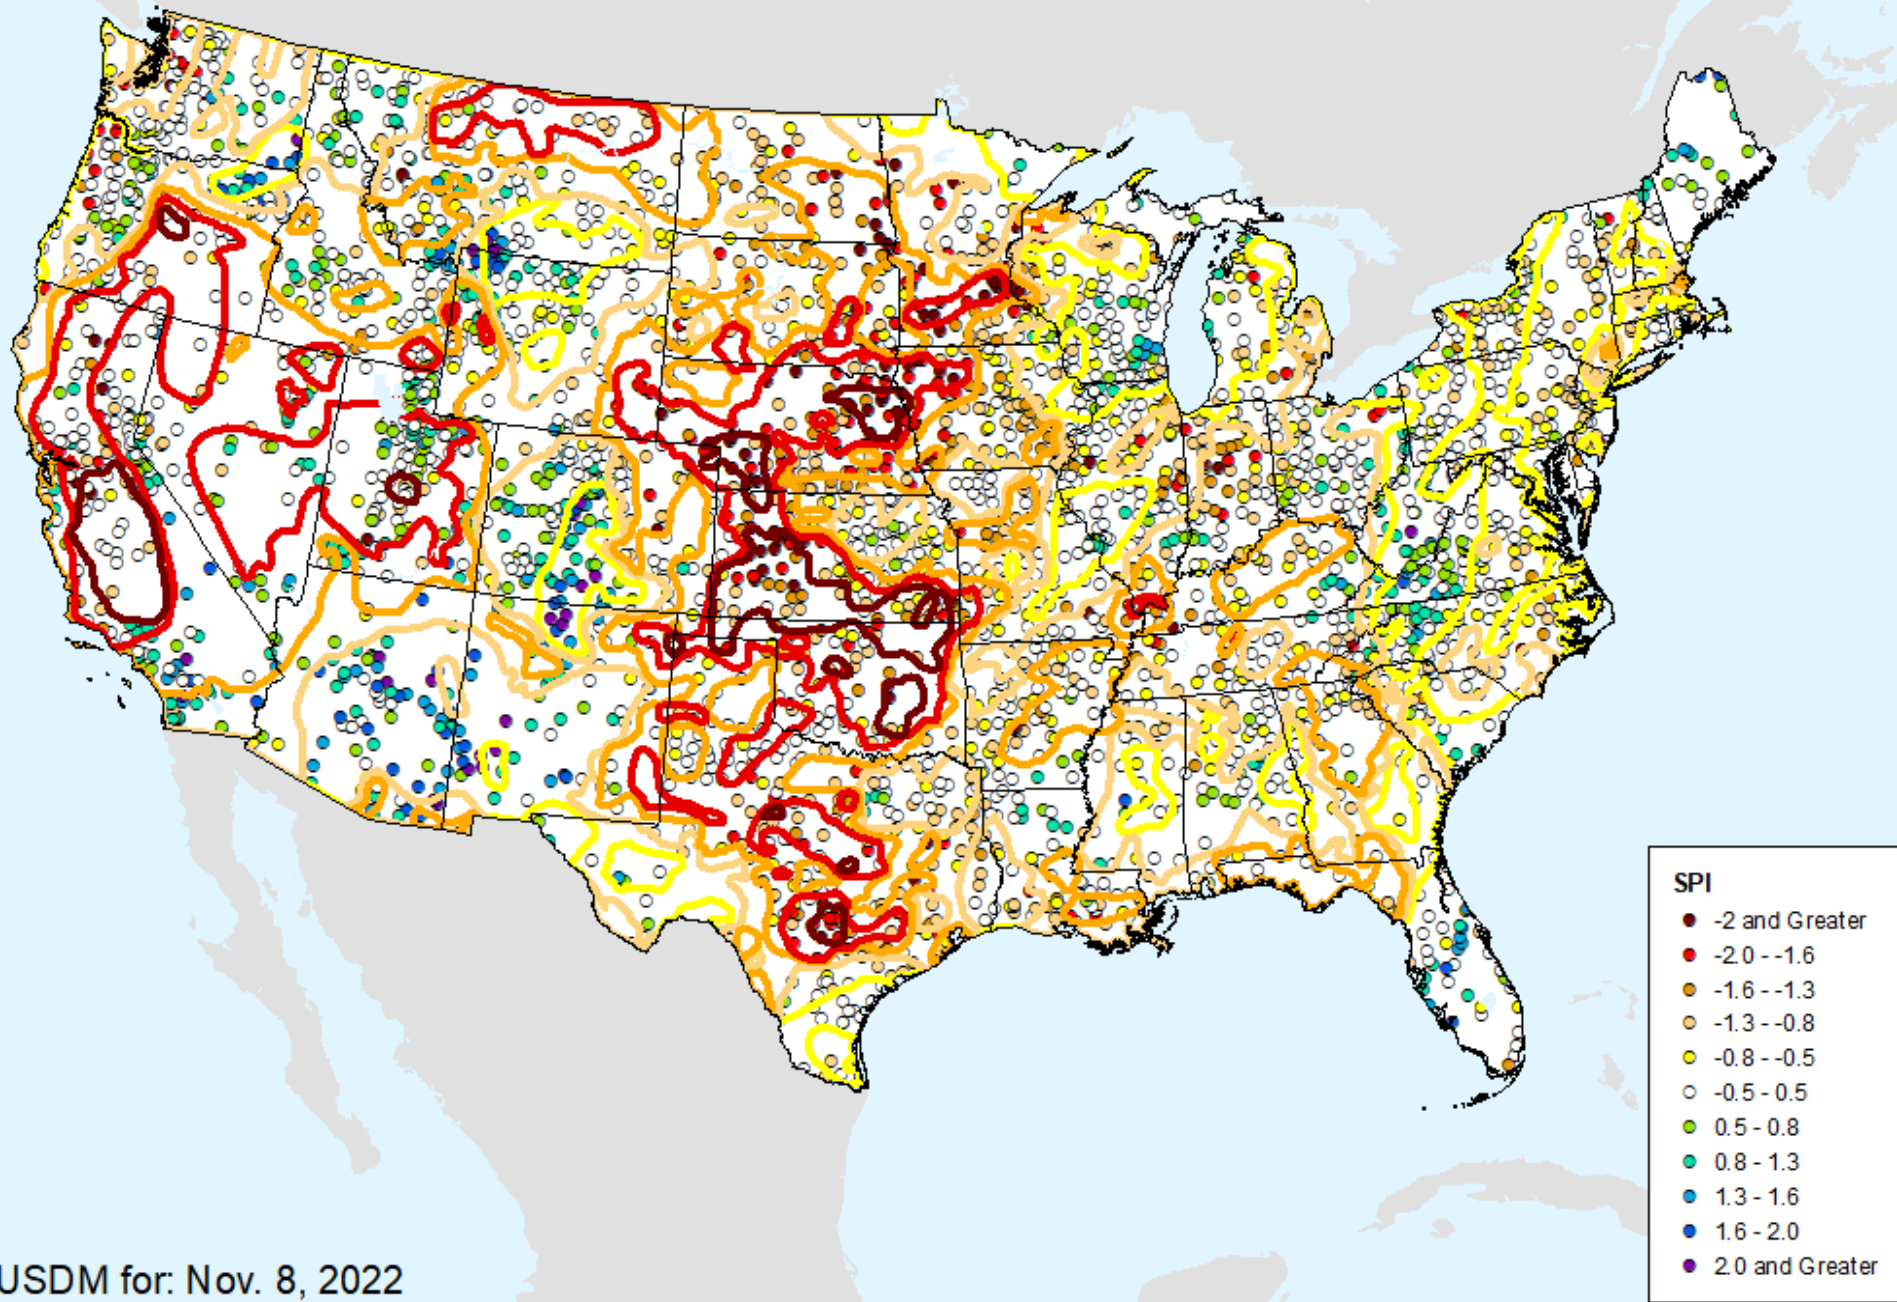 SPI
-2 and Greater
-2.0 - -1.6
-1.6 - -1.3
-1.3 - -0.8
-0.8 - -0.5
-0.5 - 0.5
0.5 - 0.8
0.8 - 1.3
1.3 - 1.6
1.6 - 2.0
2.0 and Greater
USDM for: Nov. 8, 2022